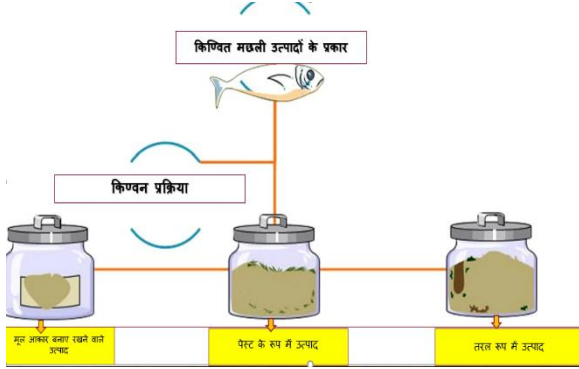 किण्वित मछली उत्पादों के प्रकार
किण्वन प्रक्रिया
मूल आकार बनाए रखने वाले
उत्पाद
पेस्ट के रुप में उत्पाद
तरल रूप में उत्पाद